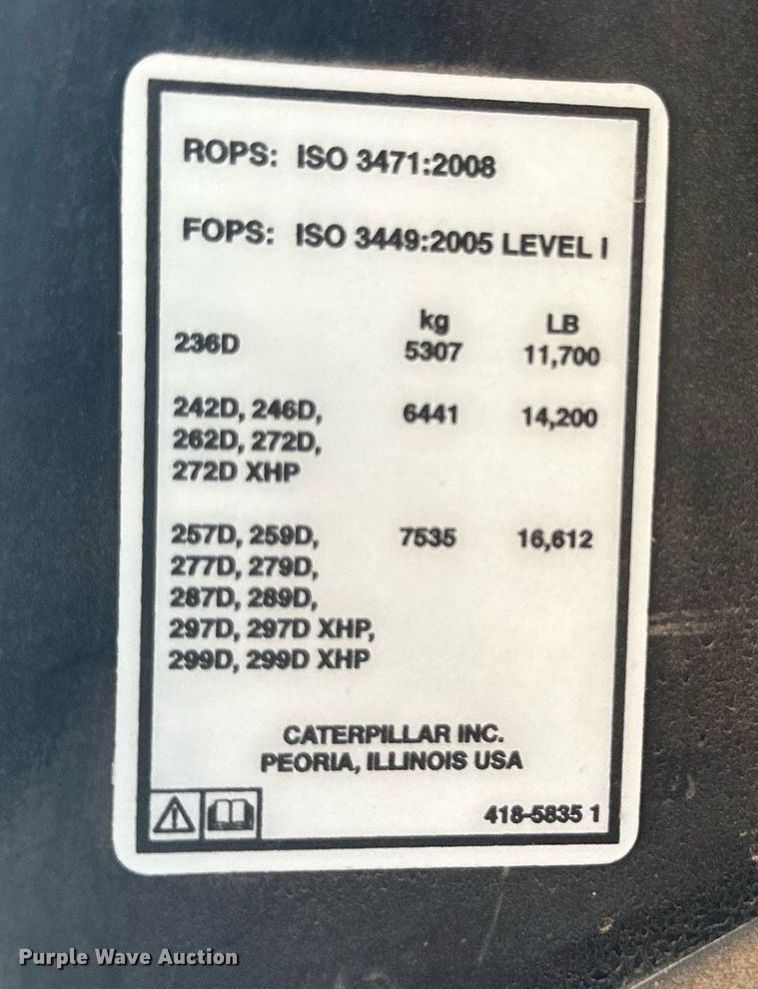 ROPS: ISO 3471:2008
FOPS: ISO 3449:2005 LEVEL I
kg LB
236D 5307 11,700
242D, 246D, 6441 14,200
262D, 272D,
272D XHP
257D, 259D, 7535 16,612
277D, 279D,
287D, 289D,
297D, 297D XHP,
299D, 299D XHP
CATERPILLAR INC.
PEORIA, ILLINOIS USA
418-5835 1
Purple Wave Auction